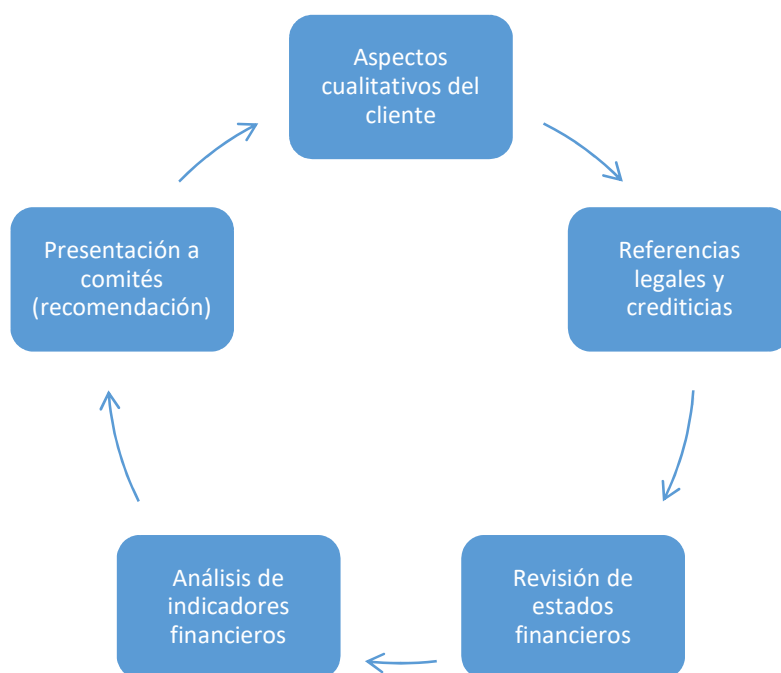 Aspectos
cualitativos del
cliente
Referencias
legales y
crediticias
Revisión de
estados
financieros
Análisis de
indicadores
financieros
Presentación a
comités
(recomendación)